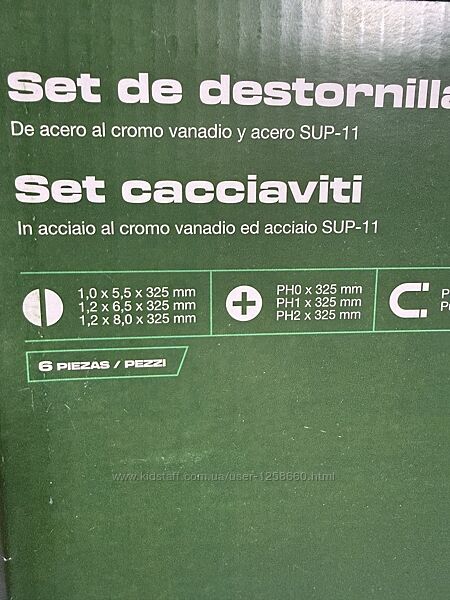 Set de destornilla
De acero al cromo vanadio y acero SUP-11
Set cacciaviti
In acciaio al cromo vanadio ed acciaio SUP-11
1,0 x 5,5 x 325 mm
1,2 x 6,5 x 325 mm
1,2 x 8,0 x 325 mm
PH0 x 325 mm
PH1 x 325 mm
PH2 x 325 mm
P
P
6 PIEZAS / PEZZI
www.kidstaff.com.ua/user-1258660.html